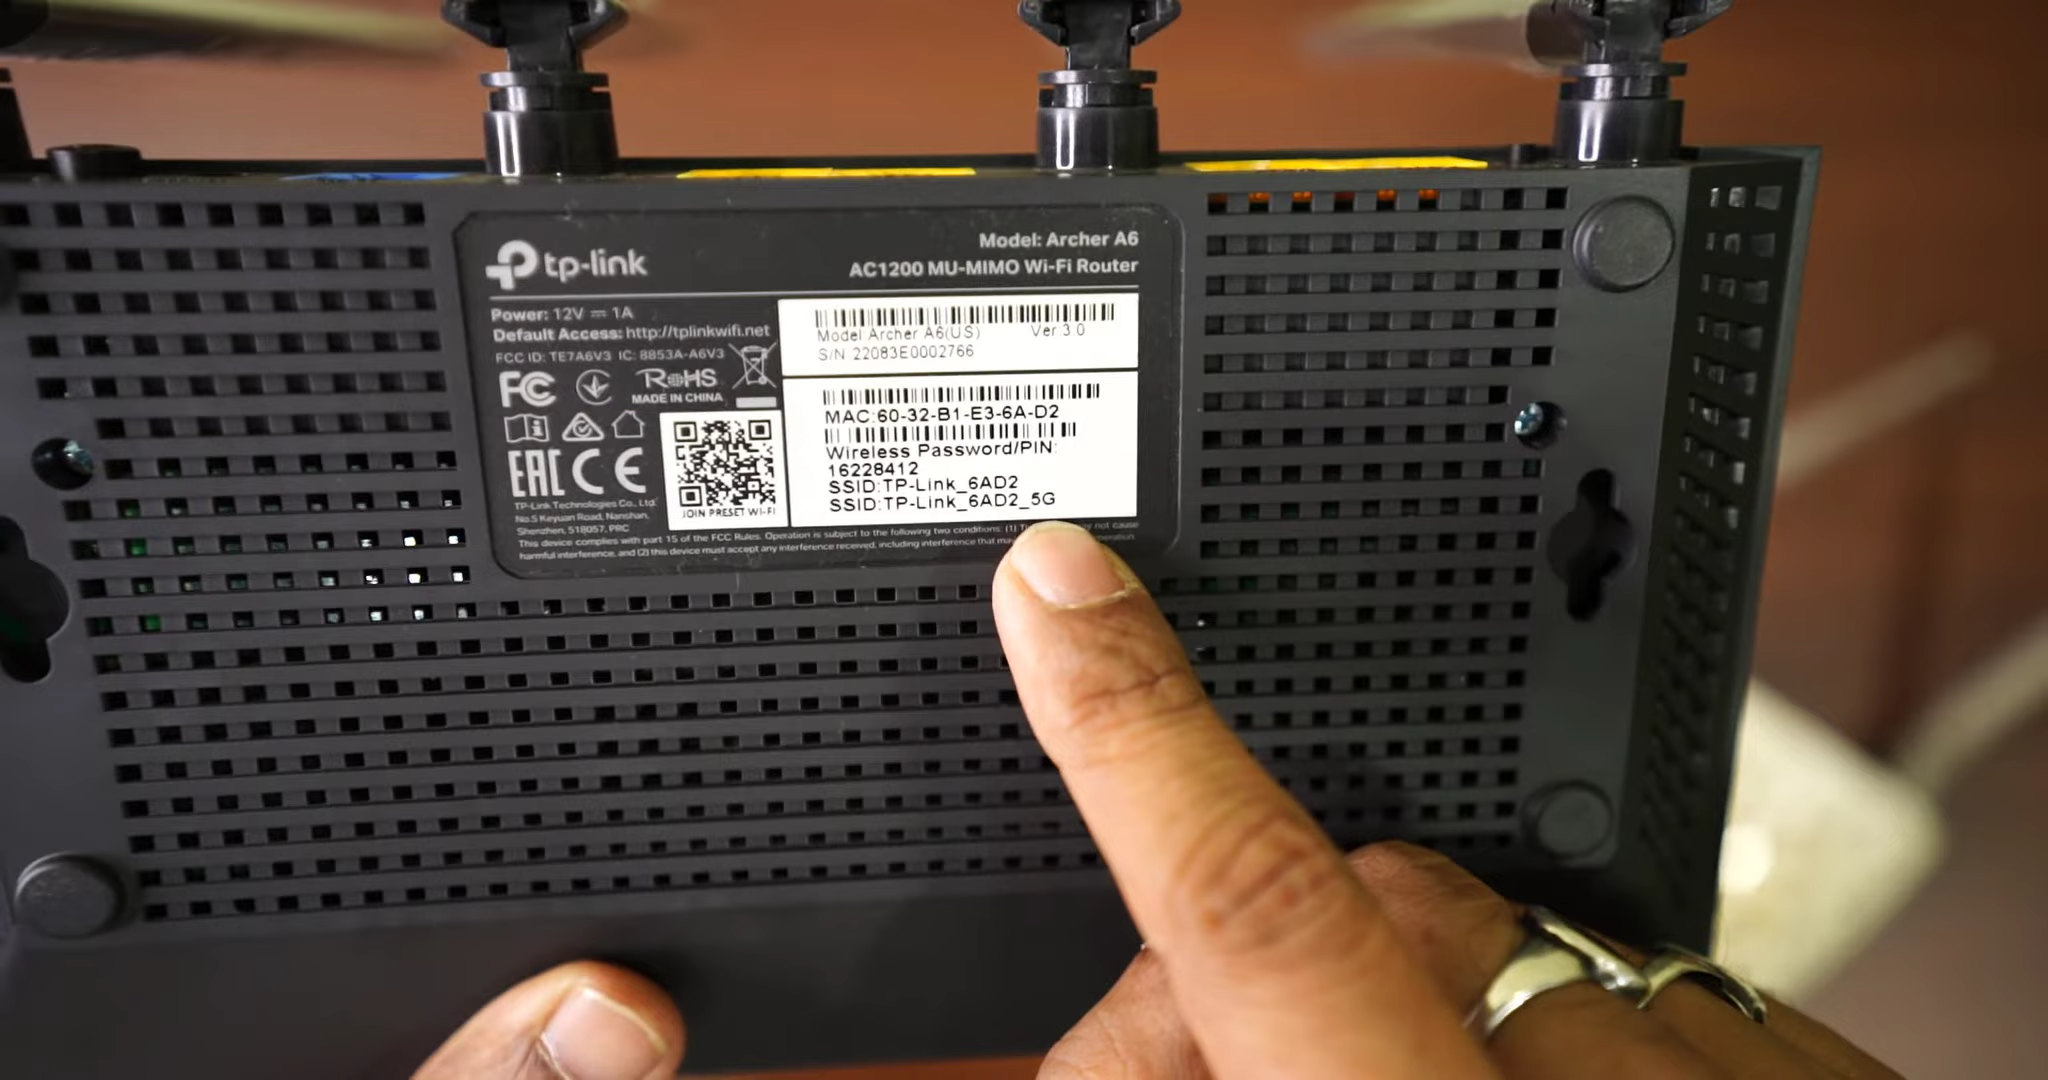 tp-link
Model: Archer A6
AC1200 MU-MIMO Wi-Fi Router
Power: 12V ⎓ 1A
Default Access: http://tplinkwifi.net
FCC ID: TE7A6V3 IC: 8853A-A6V3
FC
RoHS
MADE IN CHINA
EAC CE
TP-Link Technologies Co., Ltd.
No.5 Keyuan Road, Nanshan,
Shenzhen, 518057, PRC
JOIN PRESET WI-FI
Model:Archer A6(US) Ver:3.0
S/N:22083E0002766
MAC:60-32-B1-E3-6A-D2
Wireless Password/PIN:
16228412
SSID:TP-Link_6AD2
SSID:TP-Link_6AD2_5G
This device complies with part 15 of the FCC Rules. Operation is subject to the following two conditions: (1) may not cause
harmful interference, and (2) this device must accept any interference received, including interference that